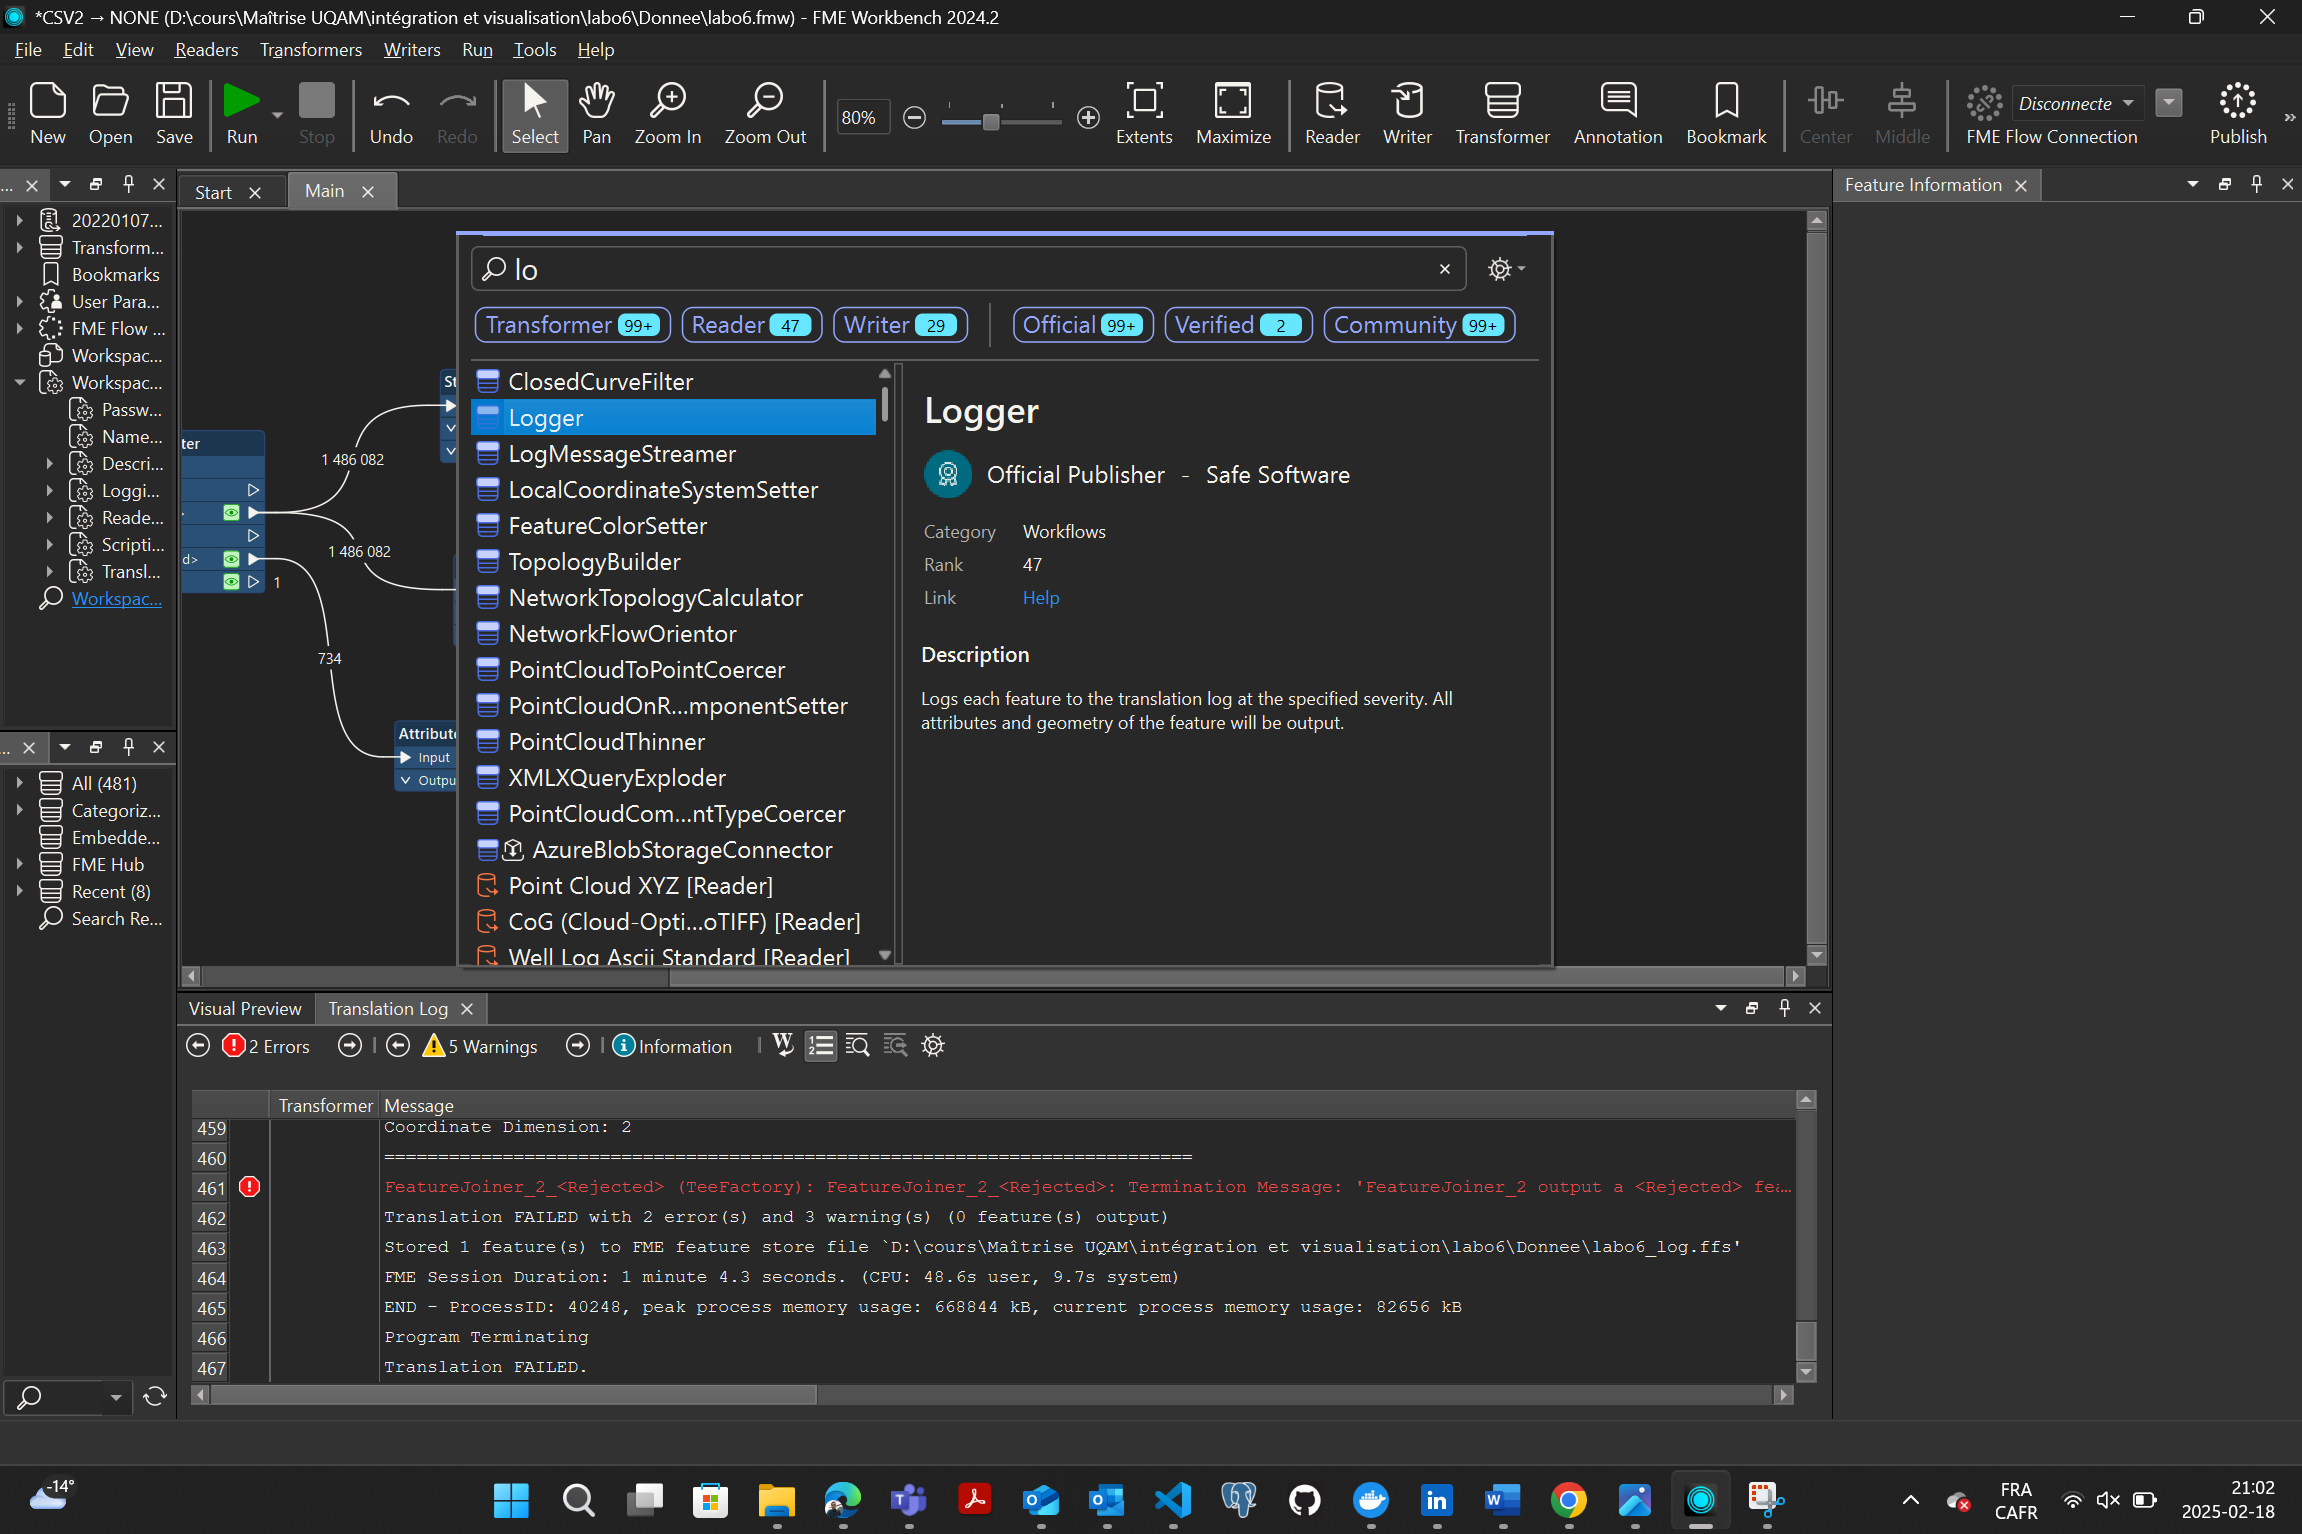 *CSV2 → NONE (D:\cours\Maîtrise UQAM\intégration et visualisation\labo6\Donnee\labo6.fmw) - FME Workbench 2024.2
File Edit View Readers Transformers Writers Run Tools Help
New Open Save Run Stop Undo Redo Select Pan Zoom In Zoom Out 80% Extents Maximize Reader Writer Transformer Annotation Bookmark Center Middle Disconnecte FME Flow Connection Publish »
...
Start Main
Feature Information
20220107...
Transform...
Bookmarks
User Para...
FME Flow ...
Workspac...
Workspac...
Passw...
Name...
Descri...
Loggi...
Reade...
Scripti...
Transl...
Workspac...
...
All (481)
Categoriz...
Embedde...
FME Hub
Recent (8)
Search Re...
St
ter
1 486 082
1 486 082
d>
1
734
Attribute
Input
Outpu
lo
Transformer 99+ Reader 47 Writer 29 Official 99+ Verified 2 Community 99+
ClosedCurveFilter
Logger
LogMessageStreamer
LocalCoordinateSystemSetter
FeatureColorSetter
TopologyBuilder
NetworkTopologyCalculator
NetworkFlowOrientor
PointCloudToPointCoercer
PointCloudOnR...mponentSetter
PointCloudThinner
XMLXQueryExploder
PointCloudCom...ntTypeCoercer
AzureBlobStorageConnector
Point Cloud XYZ [Reader]
CoG (Cloud-Opti...oTIFF) [Reader]
Well Log Ascii Standard [Reader]
Logger
Official Publisher - Safe Software
Category Workflows
Rank 47
Link Help
Description
Logs each feature to the translation log at the specified severity. All
attributes and geometry of the feature will be output.
Visual Preview Translation Log
2 Errors 5 Warnings Information
Transformer Message
459 Coordinate Dimension: 2
460 ===========================================================================
461 FeatureJoiner_2_<Rejected> (TeeFactory): FeatureJoiner_2_<Rejected>: Termination Message: 'FeatureJoiner_2 output a <Rejected> fea...
462 Translation FAILED with 2 error(s) and 3 warning(s) (0 feature(s) output)
463 Stored 1 feature(s) to FME feature store file `D:\cours\Maîtrise UQAM\intégration et visualisation\labo6\Donnee\labo6_log.ffs'
464 FME Session Duration: 1 minute 4.3 seconds. (CPU: 48.6s user, 9.7s system)
465 END - ProcessID: 40248, peak process memory usage: 668844 kB, current process memory usage: 82656 kB
466 Program Terminating
467 Translation FAILED.
-14°
FRA
CAFR
21:02
2025-02-18